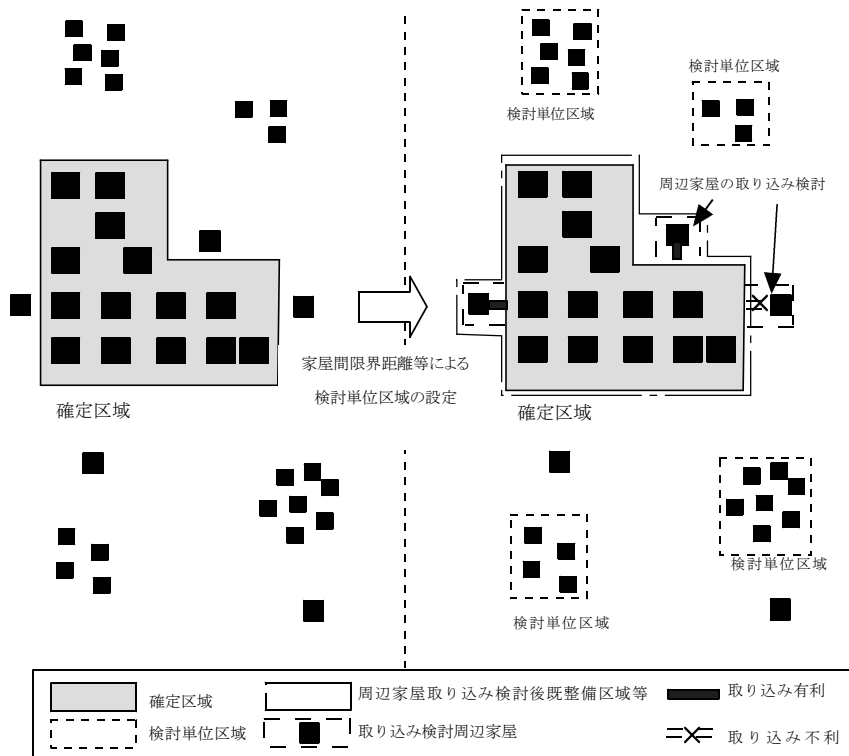 検討単位区域
検討単位区域
周辺家屋の取り込み検討
家屋間限界距離等による
検討単位区域の設定
確定区域
確定区域
検討単位区域
検討単位区域
確定区域
周辺家屋取り込み検討後既整備区域等
取り込み有利
検討単位区域
取り込み検討周辺家屋
取り込み不利